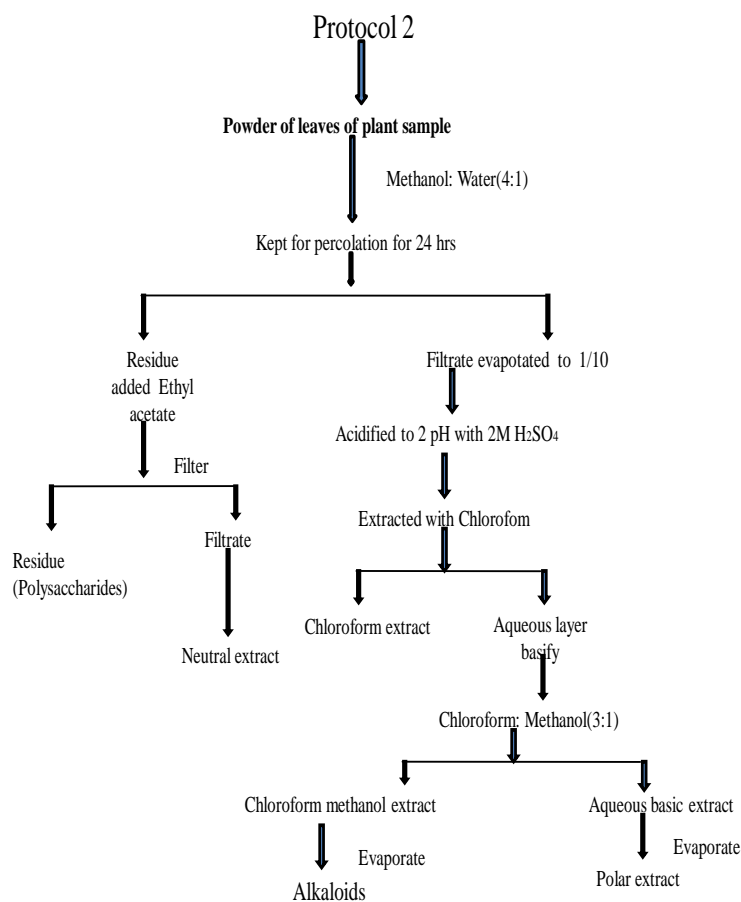 Protocol 2
Powder of leaves of plant sample
Methanol: Water(4:1)
Kept for percolation for 24 hrs
Residue
added Ethyl
acetate
Filtrate evapotated to 1/10
Acidified to 2 pH with 2M H₂SO₄
Filter
Extracted with Chlorofom
Residue
(Polysaccharides)
Filtrate
Neutral extract
Chloroform extract
Aqueous layer
basify
Chloroform: Methanol(3:1)
Chloroform methanol extract
Aqueous basic extract
Evaporate
Evaporate
Alkaloids
Polar extract